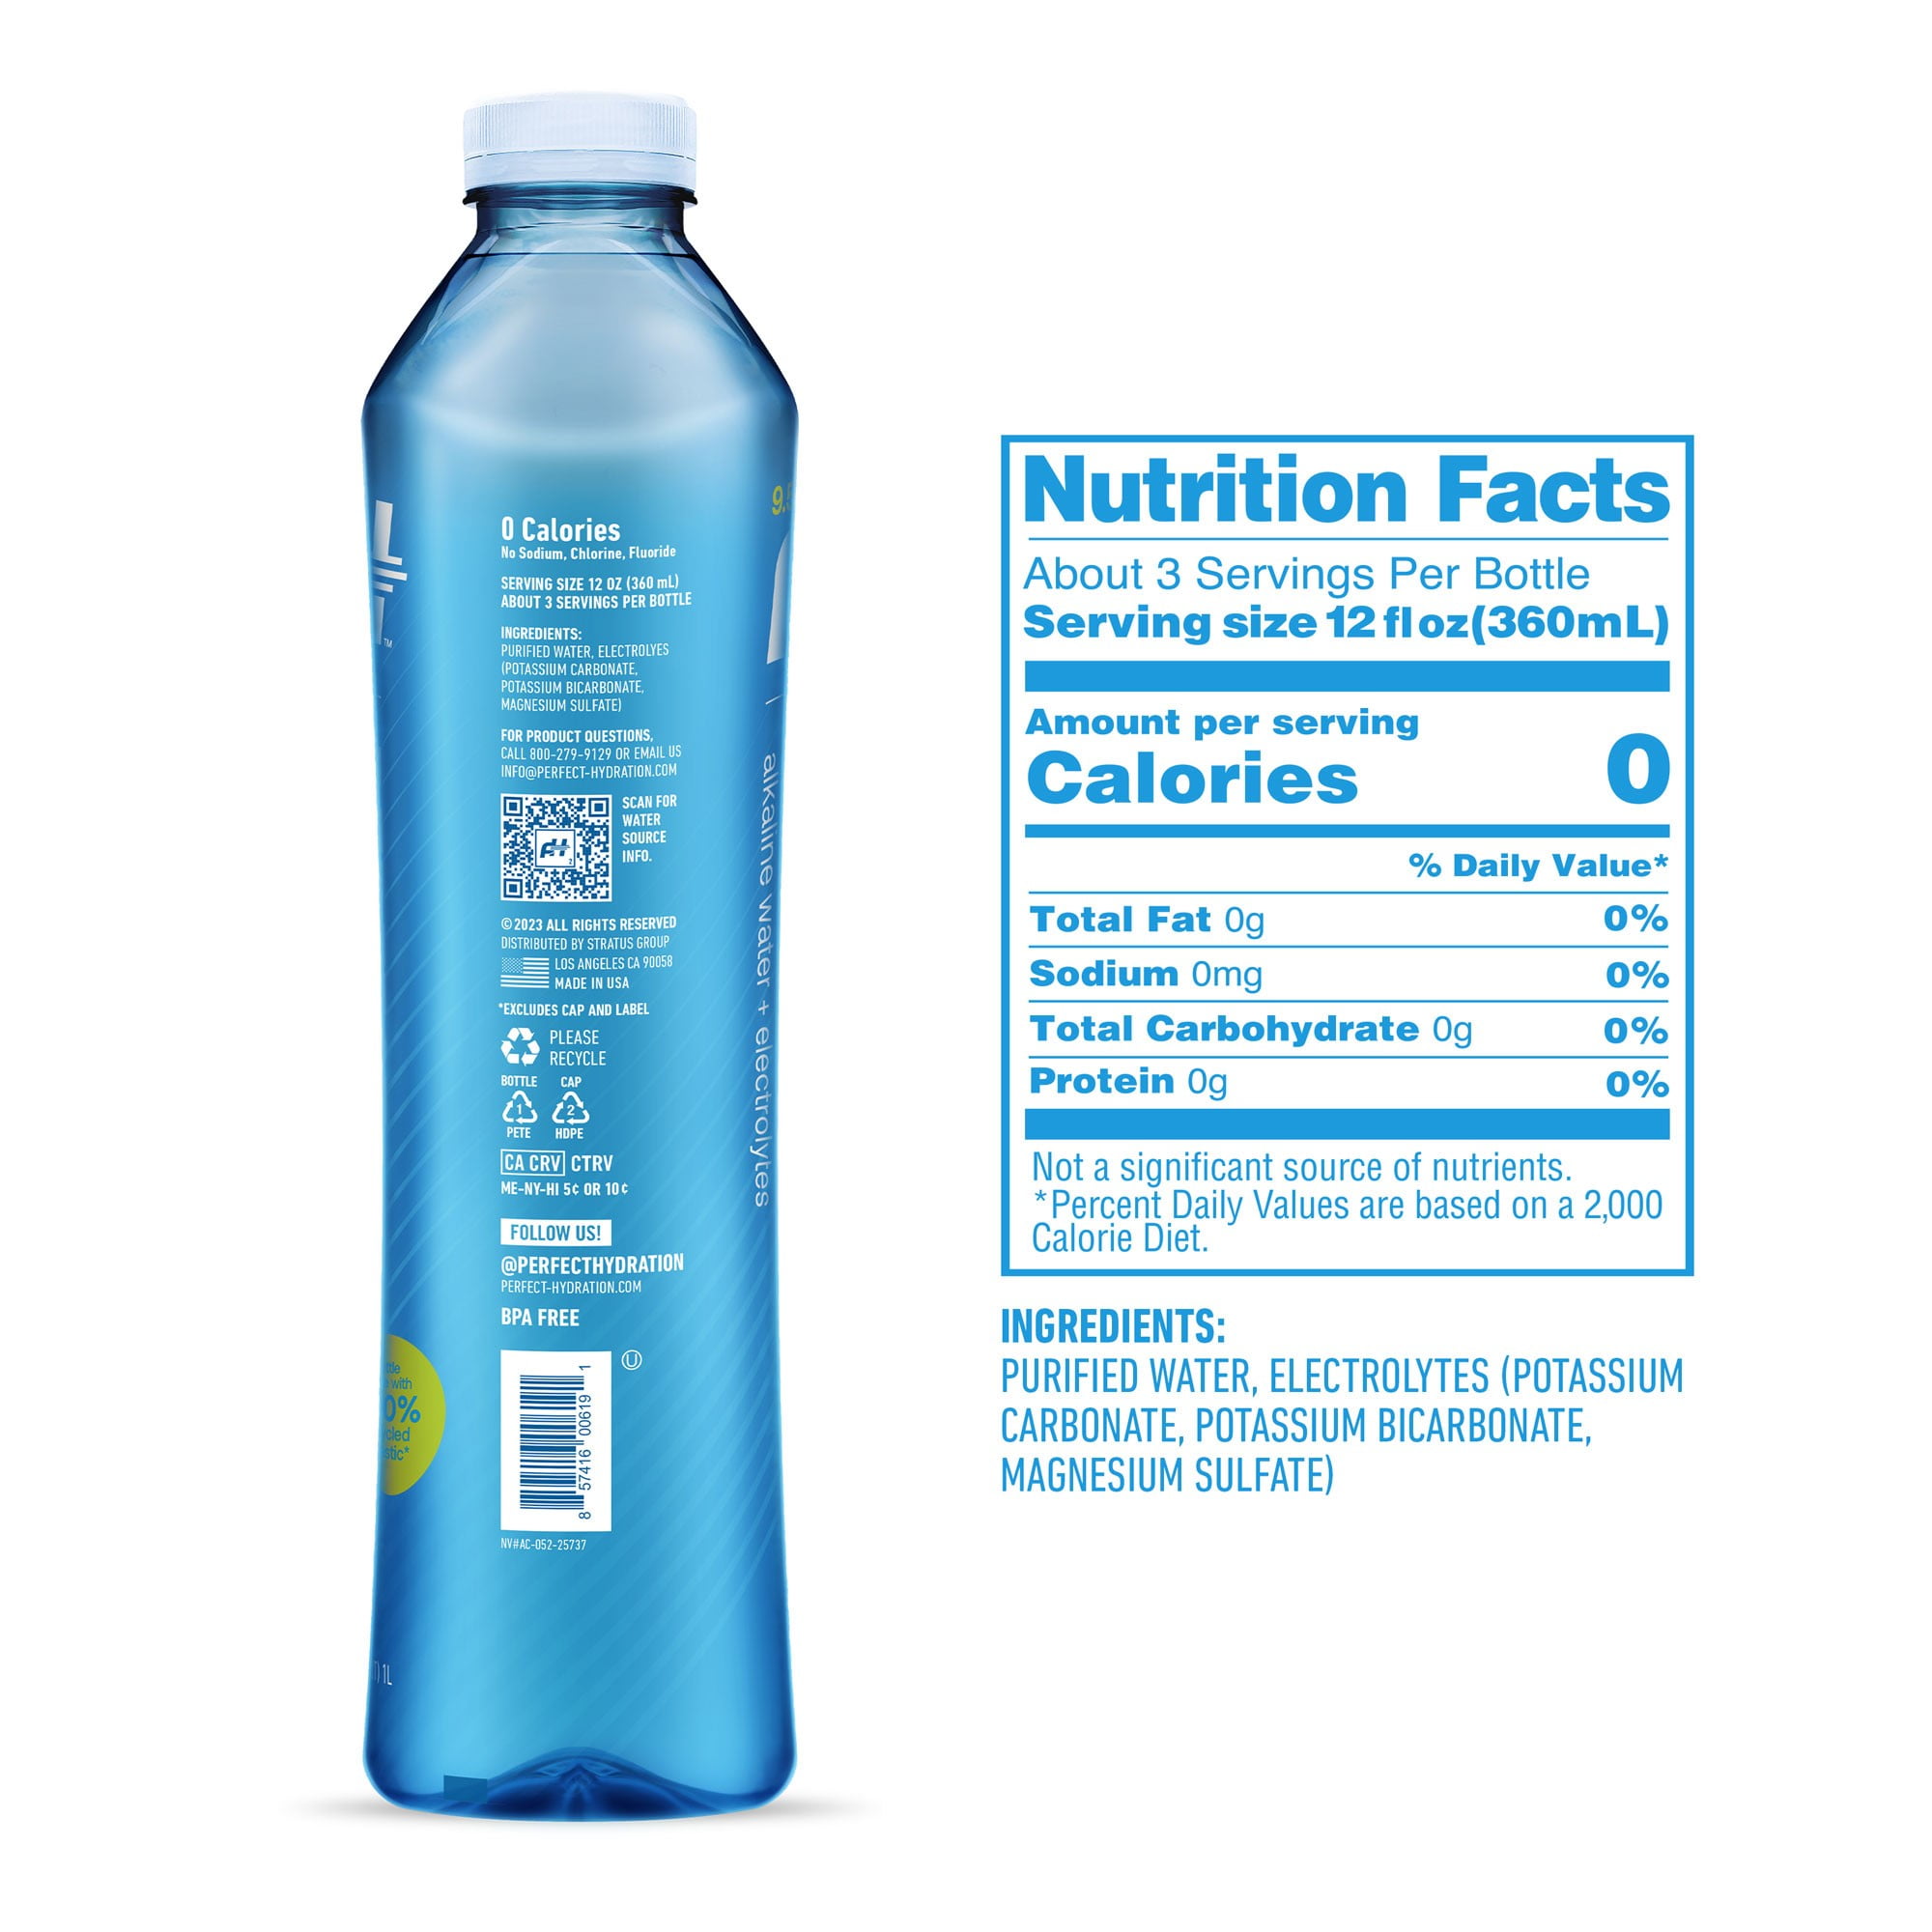 0 Calories
No Sodium, Chlorine, Fluoride
SERVING SIZE 12 OZ (360 mL)
ABOUT 3 SERVINGS PER BOTTLE
INGREDIENTS:
PURIFIED WATER, ELECTROLYES
(POTASSIUM CARBONATE,
POTASSIUM BICARBONATE,
MAGNESIUM SULFATE)
FOR PRODUCT QUESTIONS,
CALL 800-279-9129 OR EMAIL US
INFO@PERFECT-HYDRATION.COM
SCAN FOR
WATER
SOURCE
INFO.
©2023 ALL RIGHTS RESERVED
DISTRIBUTED BY STRATUS GROUP
LOS ANGELES CA 90058
MADE IN USA
*EXCLUDES CAP AND LABEL
PLEASE
RECYCLE
BOTTLE CAP
1 2
PETE HDPE
CA CRV CTRV
ME-NY-HI 5¢ OR 10¢
FOLLOW US!
@PERFECTHYDRATION
PERFECT-HYDRATION.COM
BPA FREE
U
8 57416 00619 1
NV#AC-052-25737
TM
with
0%
1L
9.
alkaline water + electrolytes
Nutrition Facts
About 3 Servings Per Bottle
Serving size 12 fl oz (360mL)
Amount per serving
Calories 0
% Daily Value*
Total Fat 0g 0%
Sodium 0mg 0%
Total Carbohydrate 0g 0%
Protein 0g 0%
Not a significant source of nutrients.
*Percent Daily Values are based on a 2,000
Calorie Diet.
INGREDIENTS:
PURIFIED WATER, ELECTROLYTES (POTASSIUM
CARBONATE, POTASSIUM BICARBONATE,
MAGNESIUM SULFATE)